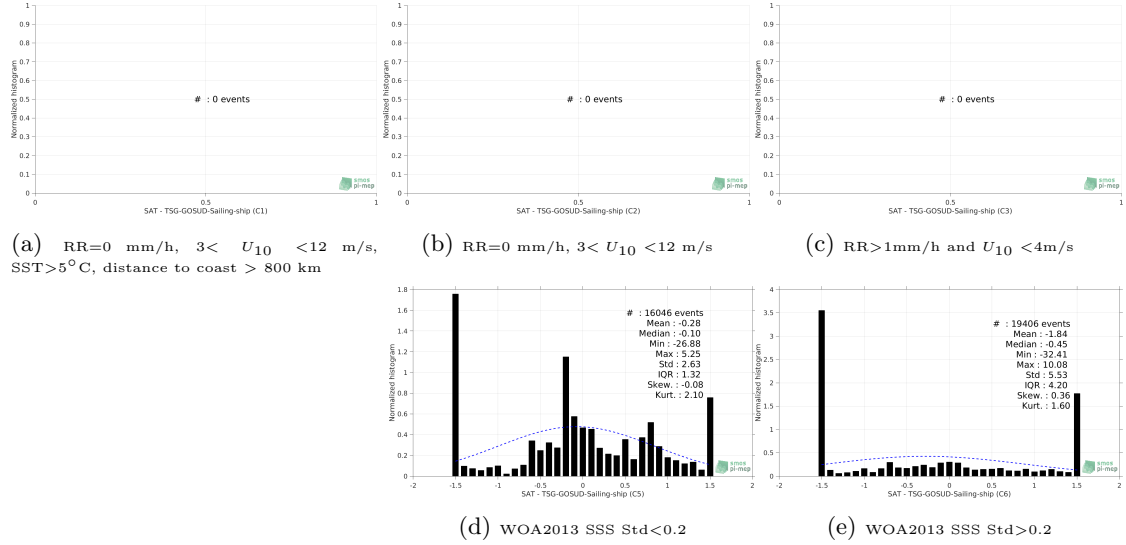 1
0.9
0.8
0.7
0.6
0.5
0.4
0.3
0.2
0.1
0
Normalized histogram
# : 0 events
smos
pi-mep
0 0.5 1
SAT - TSG-GOSUD-Sailing-ship (C1)
(a) RR=0 mm/h, 3< U10 <12 m/s,
SST>5°C, distance to coast > 800 km
1
0.9
0.8
0.7
0.6
0.5
0.4
0.3
0.2
0.1
0
Normalized histogram
# : 0 events
smos
pi-mep
0 0.5 1
SAT - TSG-GOSUD-Sailing-ship (C2)
(b) RR=0 mm/h, 3< U10 <12 m/s
1
0.9
0.8
0.7
0.6
0.5
0.4
0.3
0.2
0.1
0
Normalized histogram
# : 0 events
smos
pi-mep
0 0.5 1
SAT - TSG-GOSUD-Sailing-ship (C3)
(c) RR>1mm/h and U10 <4m/s
1.8
1.6
1.4
1.2
1
0.8
0.6
0.4
0.2
0
Normalized histogram
# : 16046 events
Mean : -0.28
Median : -0.10
Min : -26.88
Max : 5.25
Std : 2.63
IQR : 1.32
Skew. : -0.08
Kurt. : 2.10
smos
pi-mep
-2 -1.5 -1 -0.5 0 0.5 1 1.5 2
SAT - TSG-GOSUD-Sailing-ship (C5)
(d) WOA2013 SSS Std<0.2
4
3.5
3
2.5
2
1.5
1
0.5
0
Normalized histogram
# : 19406 events
Mean : -1.84
Median : -0.45
Min : -32.41
Max : 10.08
Std : 5.53
IQR : 4.20
Skew. : 0.36
Kurt. : 1.60
smos
pi-mep
-2 -1.5 -1 -0.5 0 0.5 1 1.5 2
SAT - TSG-GOSUD-Sailing-ship (C6)
(e) WOA2013 SSS Std>0.2